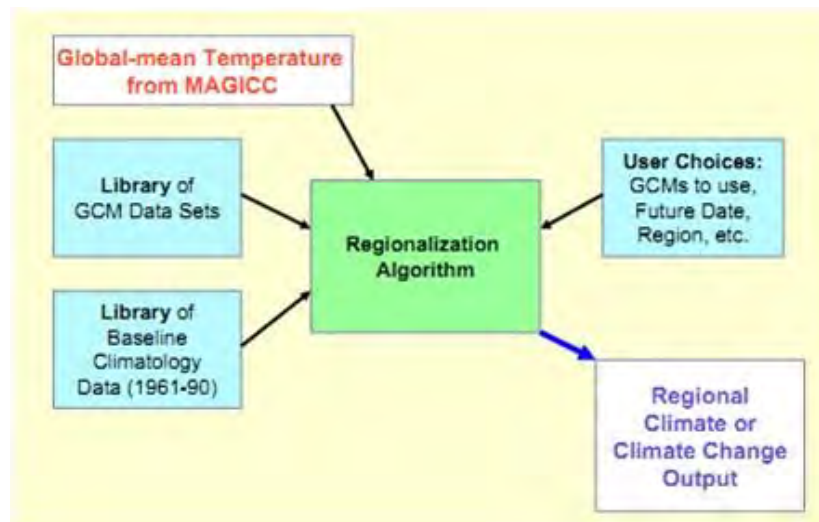 Global-mean Temperature
from MAGICC
Library of
GCM Data Sets
User Choices:
GCMs to use,
Future Date,
Region, etc.
Regionalization
Algorithm
Library of
Baseline
Climatology
Data (1961-90)
Regional
Climate or
Climate Change
Output